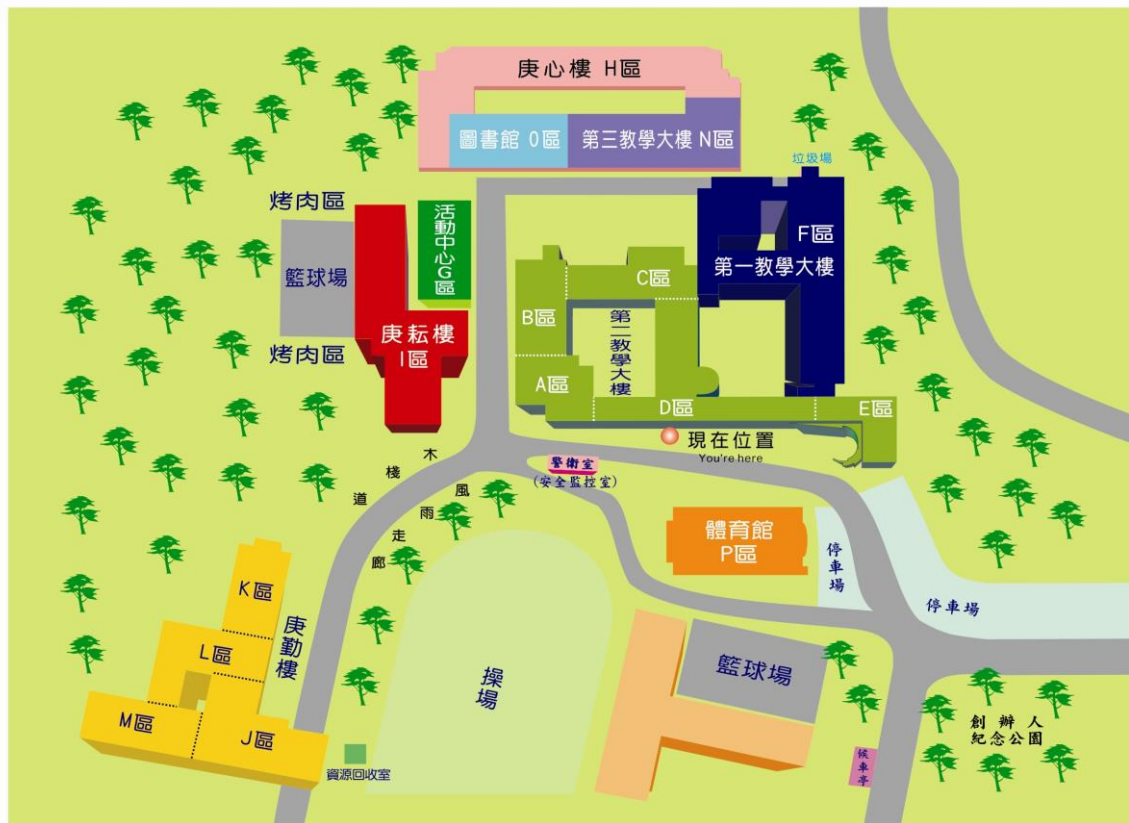 庚心樓 H區
圖書館 O區
第三教學大樓 N區
垃圾場
烤肉區
籃球場
烤肉區
活動中心G區
庚耘樓
I區
F區
第一教學大樓
C區
B區
第二教學大樓
A區
D區
E區
現在位置
You're here
警衛室
(安全監控室)
木棧道
風雨走廊
體育館
P區
停車場
停車場
K區
L區
庚勤樓
M區
J區
操場
籃球場
資源回收室
候車亭
創辦人
紀念公園